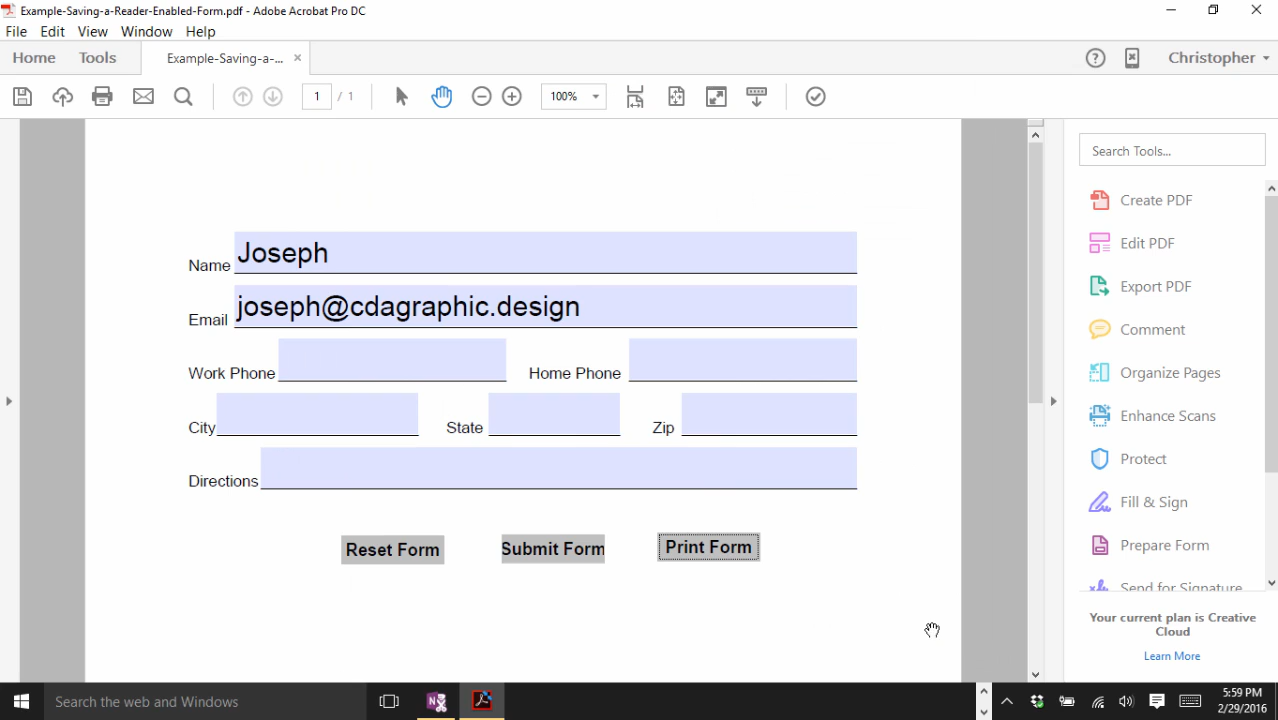 Example-Saving-a-Reader-Enabled-Form.pdf - Adobe Acrobat Pro DC
File Edit View Window Help
Home Tools Example-Saving-a-... × Christopher
1 / 1 100%
Search Tools...
Create PDF
Edit PDF
Export PDF
Comment
Organize Pages
Enhance Scans
Protect
Fill & Sign
Prepare Form
Send for Signature
Your current plan is Creative
Cloud
Learn More
Name Joseph
Email joseph@cdagraphic.design
Work Phone Home Phone
City State Zip
Directions
Reset Form Submit Form Print Form
Search the web and Windows
5:59 PM
2/29/2016